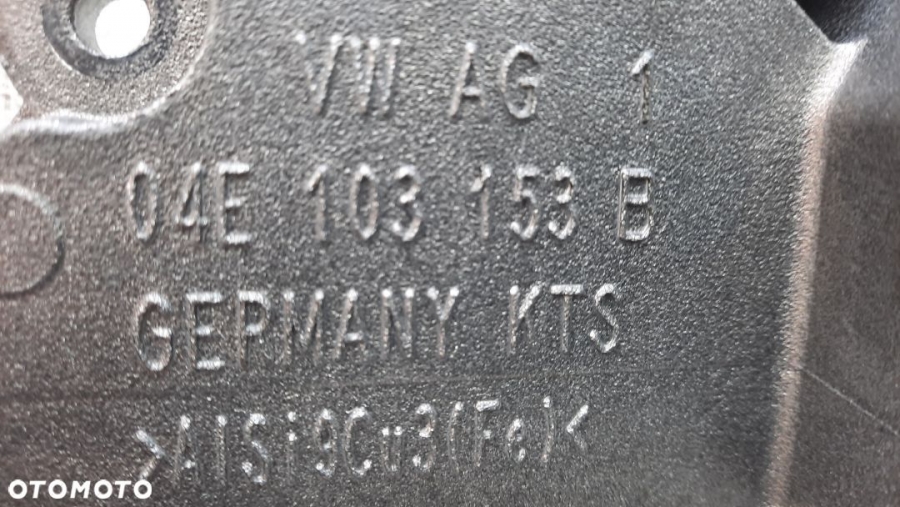 VW AG 1
04E 103 153 B
GERMANY KTS
>AlSi9Cu3(Fe)<
OTOMOTO